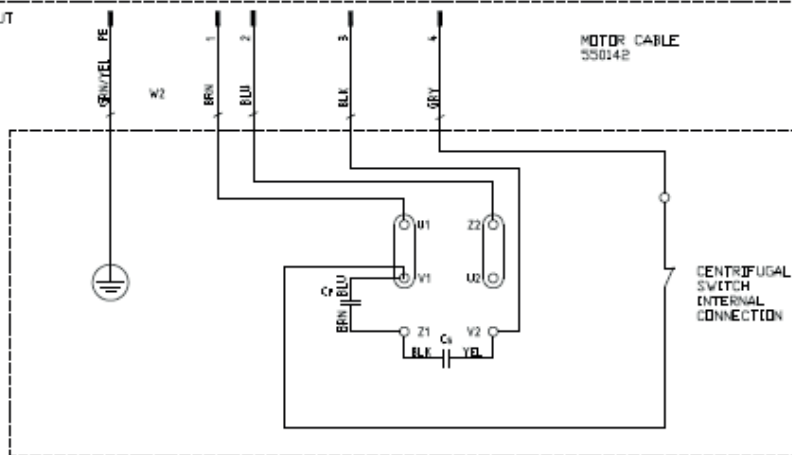 UT
PE
1
2
3
4
MOTOR CABLE
550142
GRN/YEL
W2
BRN
BLU
BLK
GRY
U1
Z2
V1
U2
BLU
Cr
BRN
Z1
V2
Cs
BLK
YEL
CENTRIFUGAL
SWITCH
INTERNAL
CONNECTION